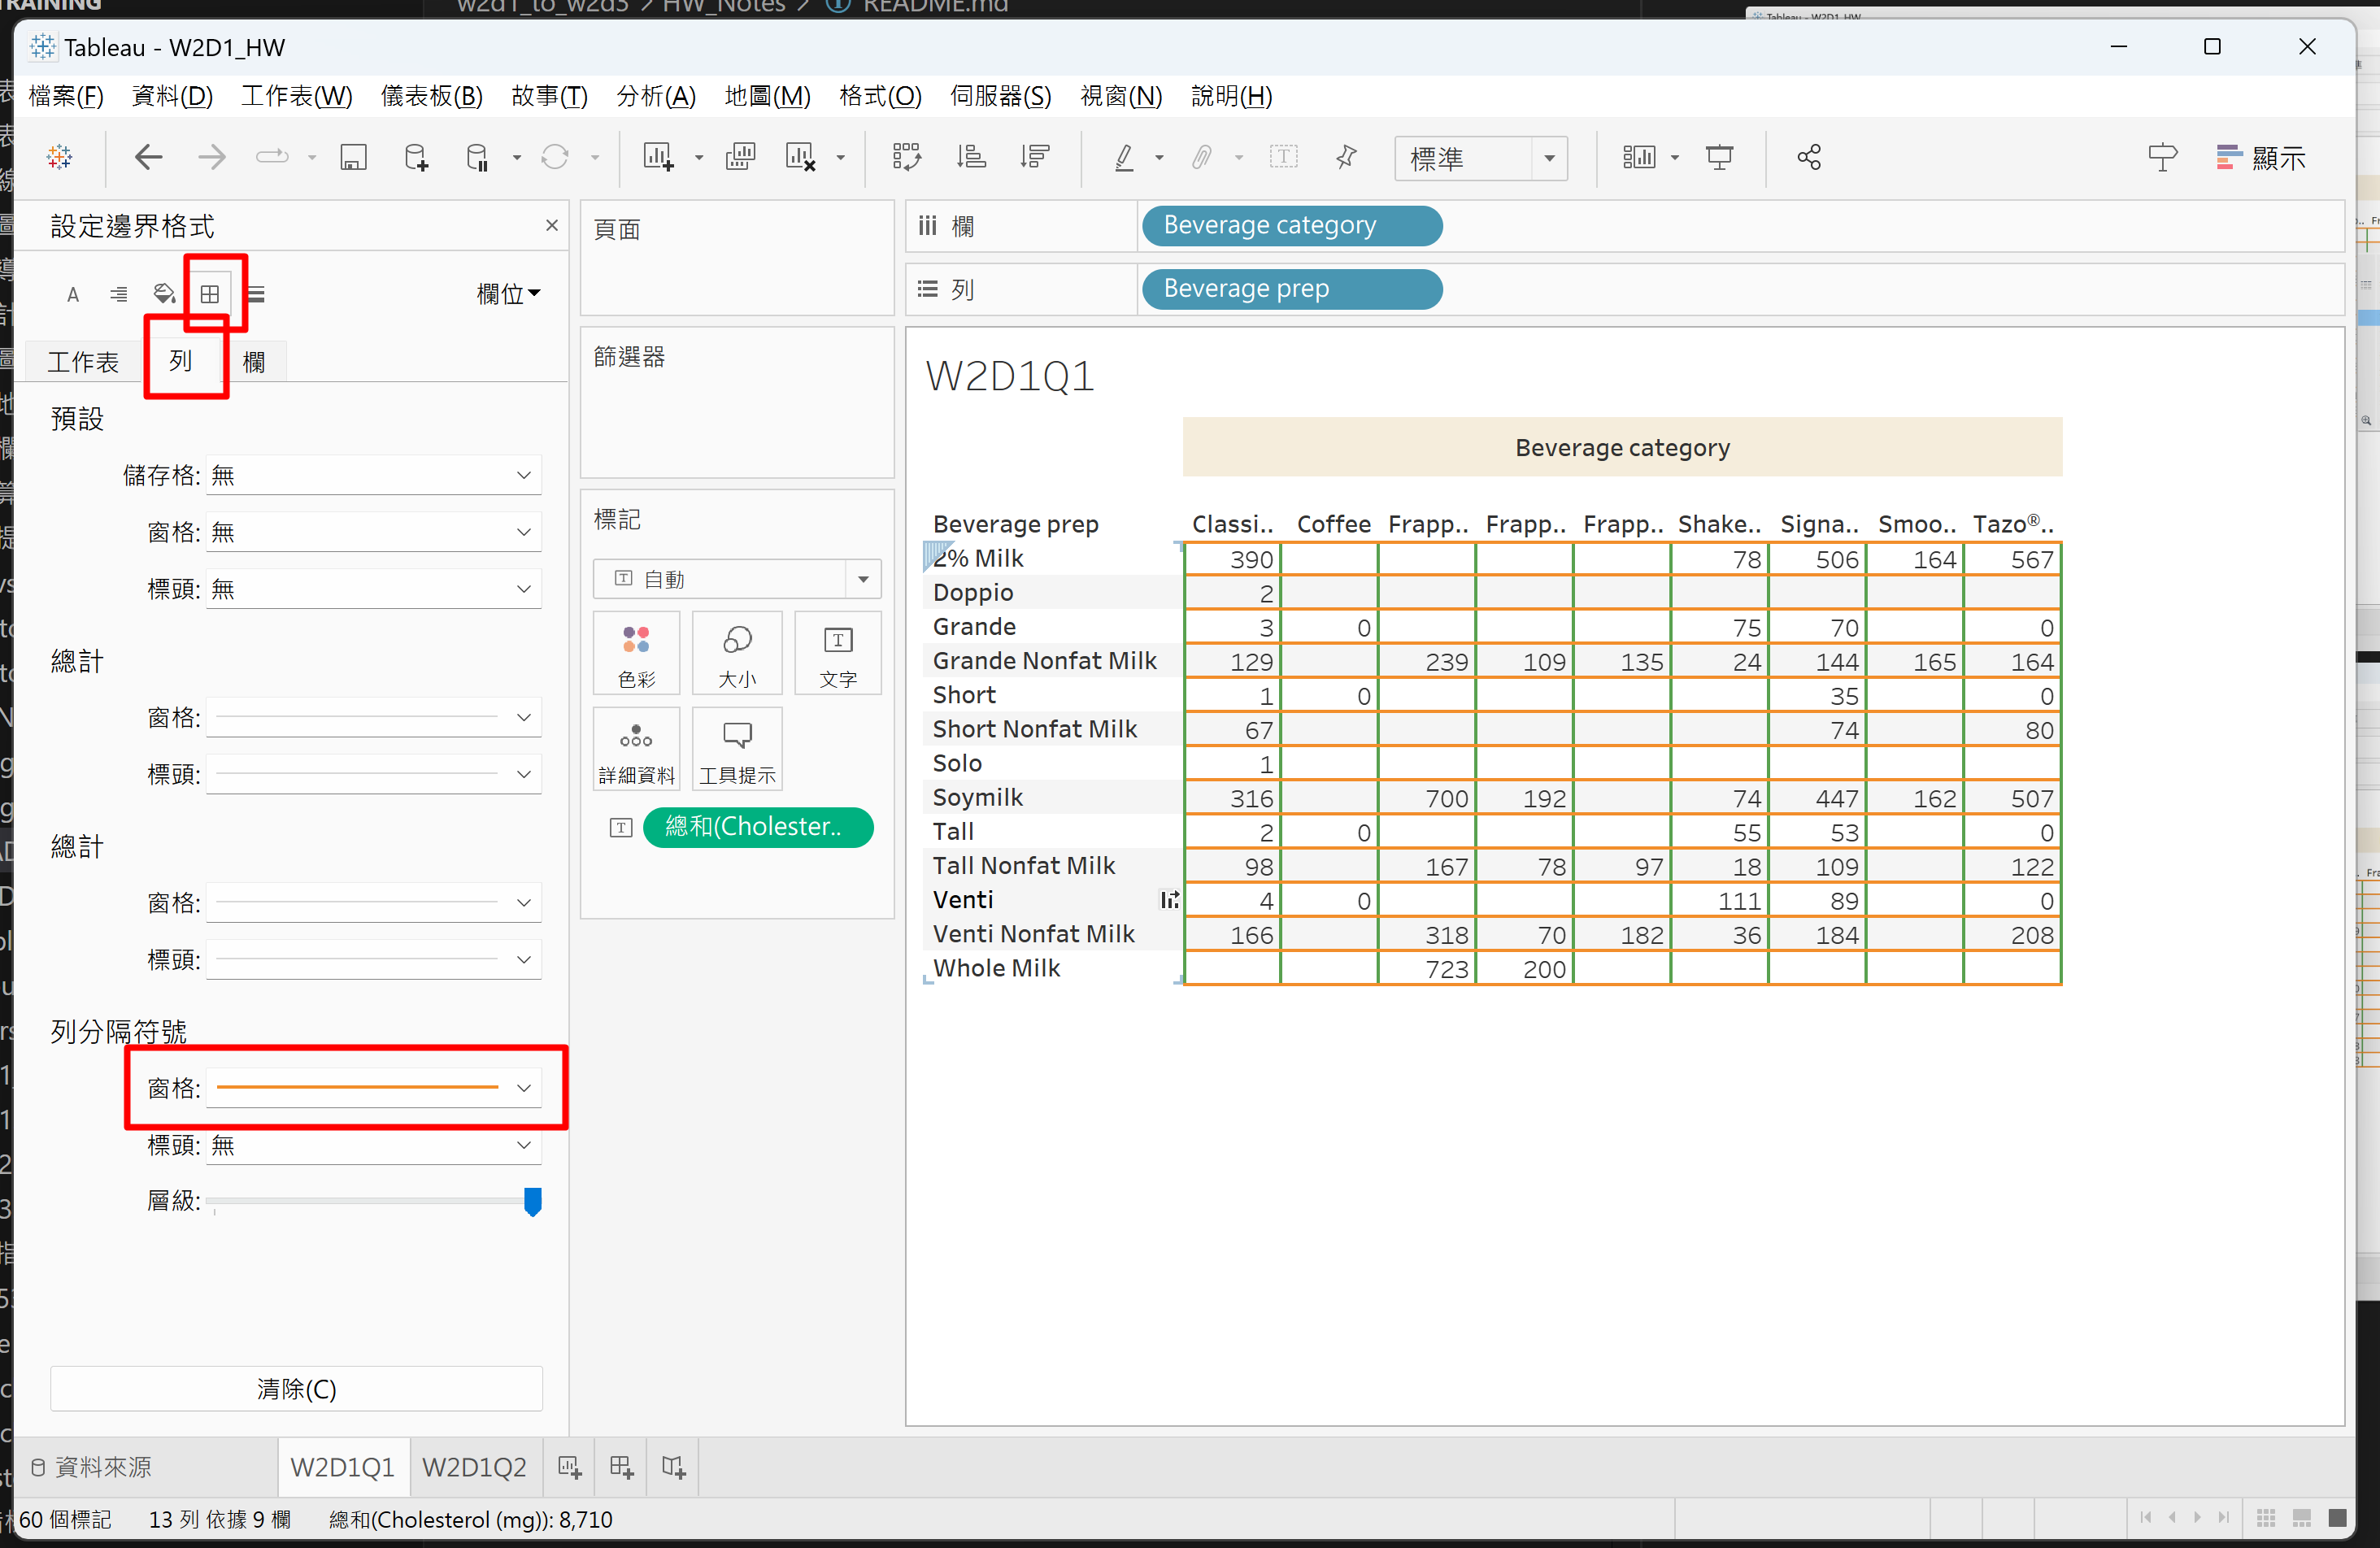 TRAINING
w2d1_to_w2d5 > HW_Notes > README.md
Tableau - W2D1_HW
檔案(F) 資料(D) 工作表(W) 儀表板(B) 故事(T) 分析(A) 地圖(M) 格式(O) 伺服器(S) 視窗(N) 說明(H)
標準
顯示
設定邊界格式
欄位
工作表 列 欄
預設
儲存格: 無
窗格: 無
標頭: 無
總計
窗格:
標頭:
總計
窗格:
標頭:
列分隔符號
窗格:
標頭: 無
層級:
清除(C)
頁面
篩選器
標記
自動
色彩 大小 文字
詳細資料 工具提示
總和(Cholester..
欄 Beverage category
列 Beverage prep
W2D1Q1
Beverage category
Beverage prep Classi.. Coffee Frapp.. Frapp.. Frapp.. Shake.. Signa.. Smoo.. Tazo®..
2% Milk 390 78 506 164 567
Doppio 2
Grande 3 0 75 70 0
Grande Nonfat Milk 129 239 109 135 24 144 165 164
Short 1 0 35 0
Short Nonfat Milk 67 74 80
Solo 1
Soymilk 316 700 192 74 447 162 507
Tall 2 0 55 53 0
Tall Nonfat Milk 98 167 78 97 18 109 122
Venti 4 0 111 89 0
Venti Nonfat Milk 166 318 70 182 36 184 208
Whole Milk 723 200
資料來源 W2D1Q1 W2D1Q2
60 個標記 13 列 依據 9 欄 總和(Cholesterol (mg)): 8,710